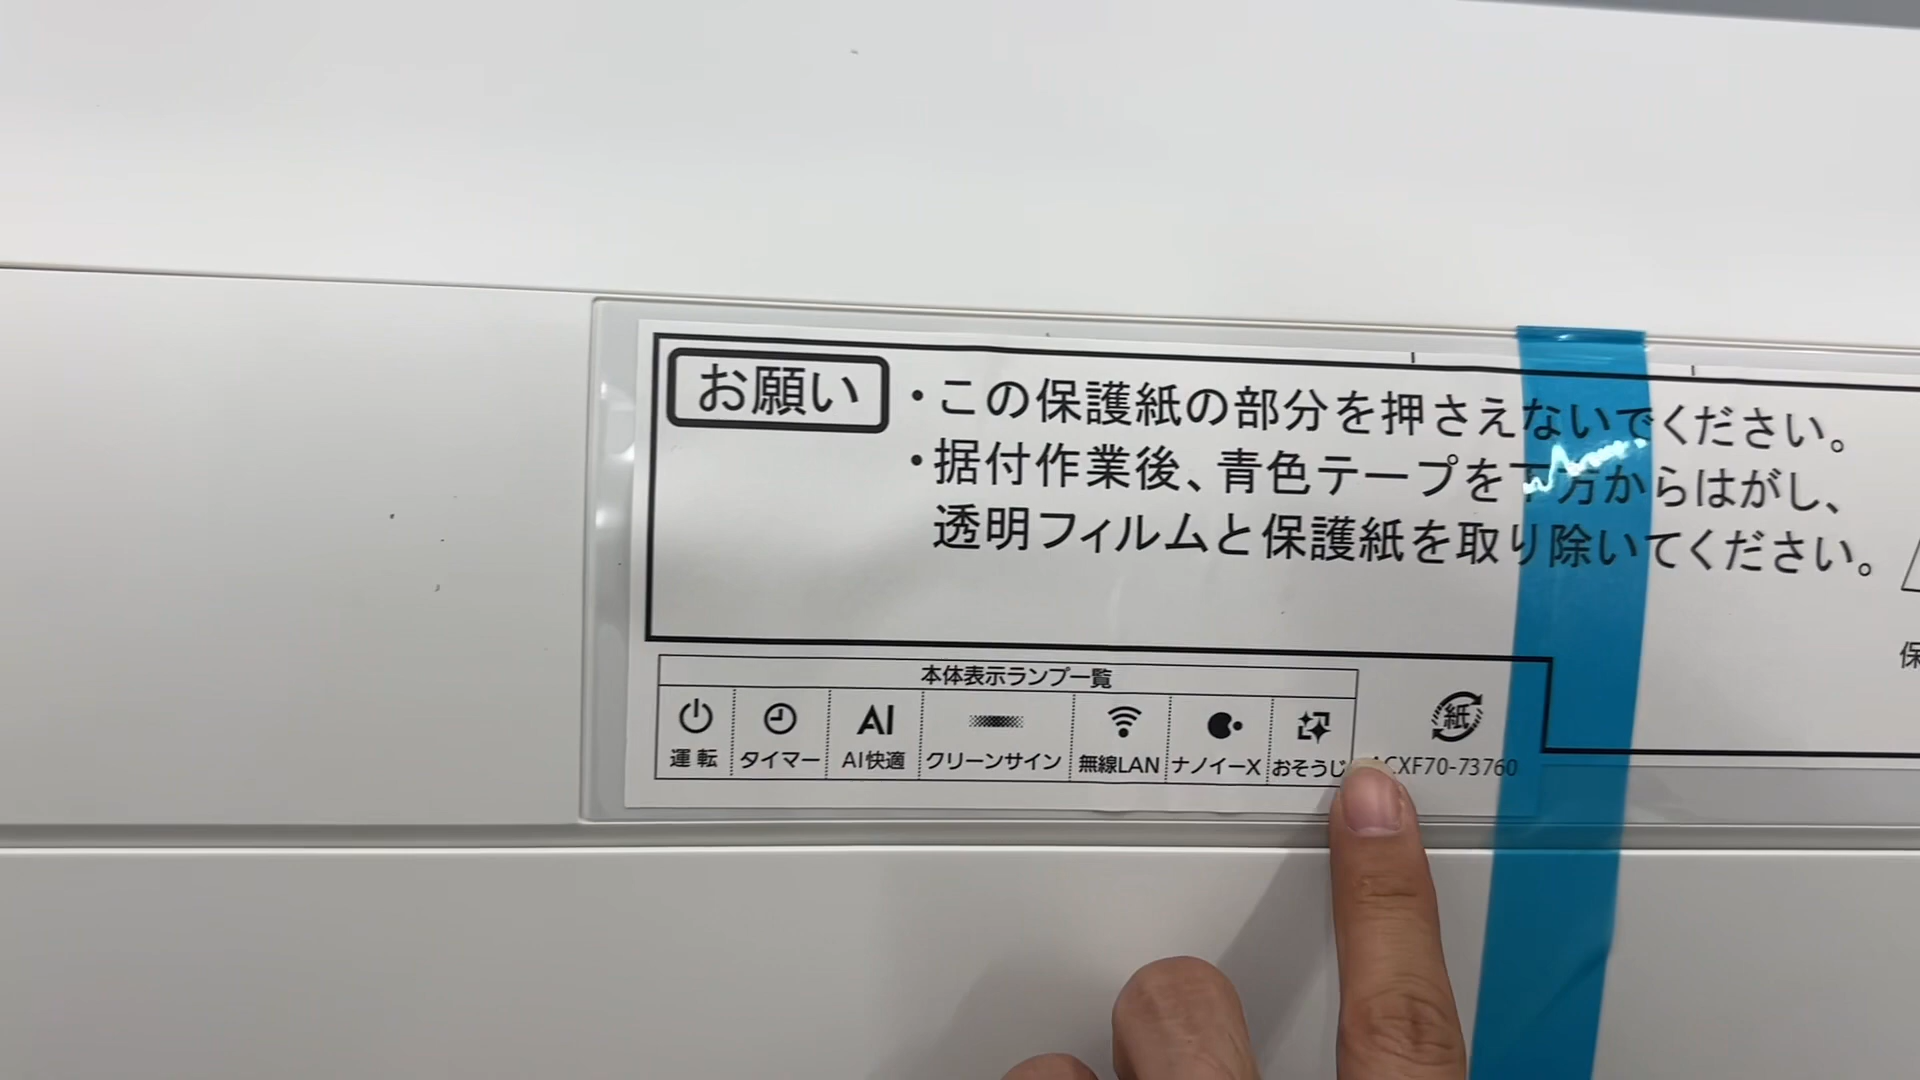 お願い
・この保護紙の部分を押さえないでください。
・据付作業後、青色テープを下方からはがし、
透明フィルムと保護紙を取り除いてください。
保
本体表示ランプ一覧
運転 タイマー AI AI快適 クリーンサイン 無線LAN ナノイーX おそうじ
紙
ACXF70-73760